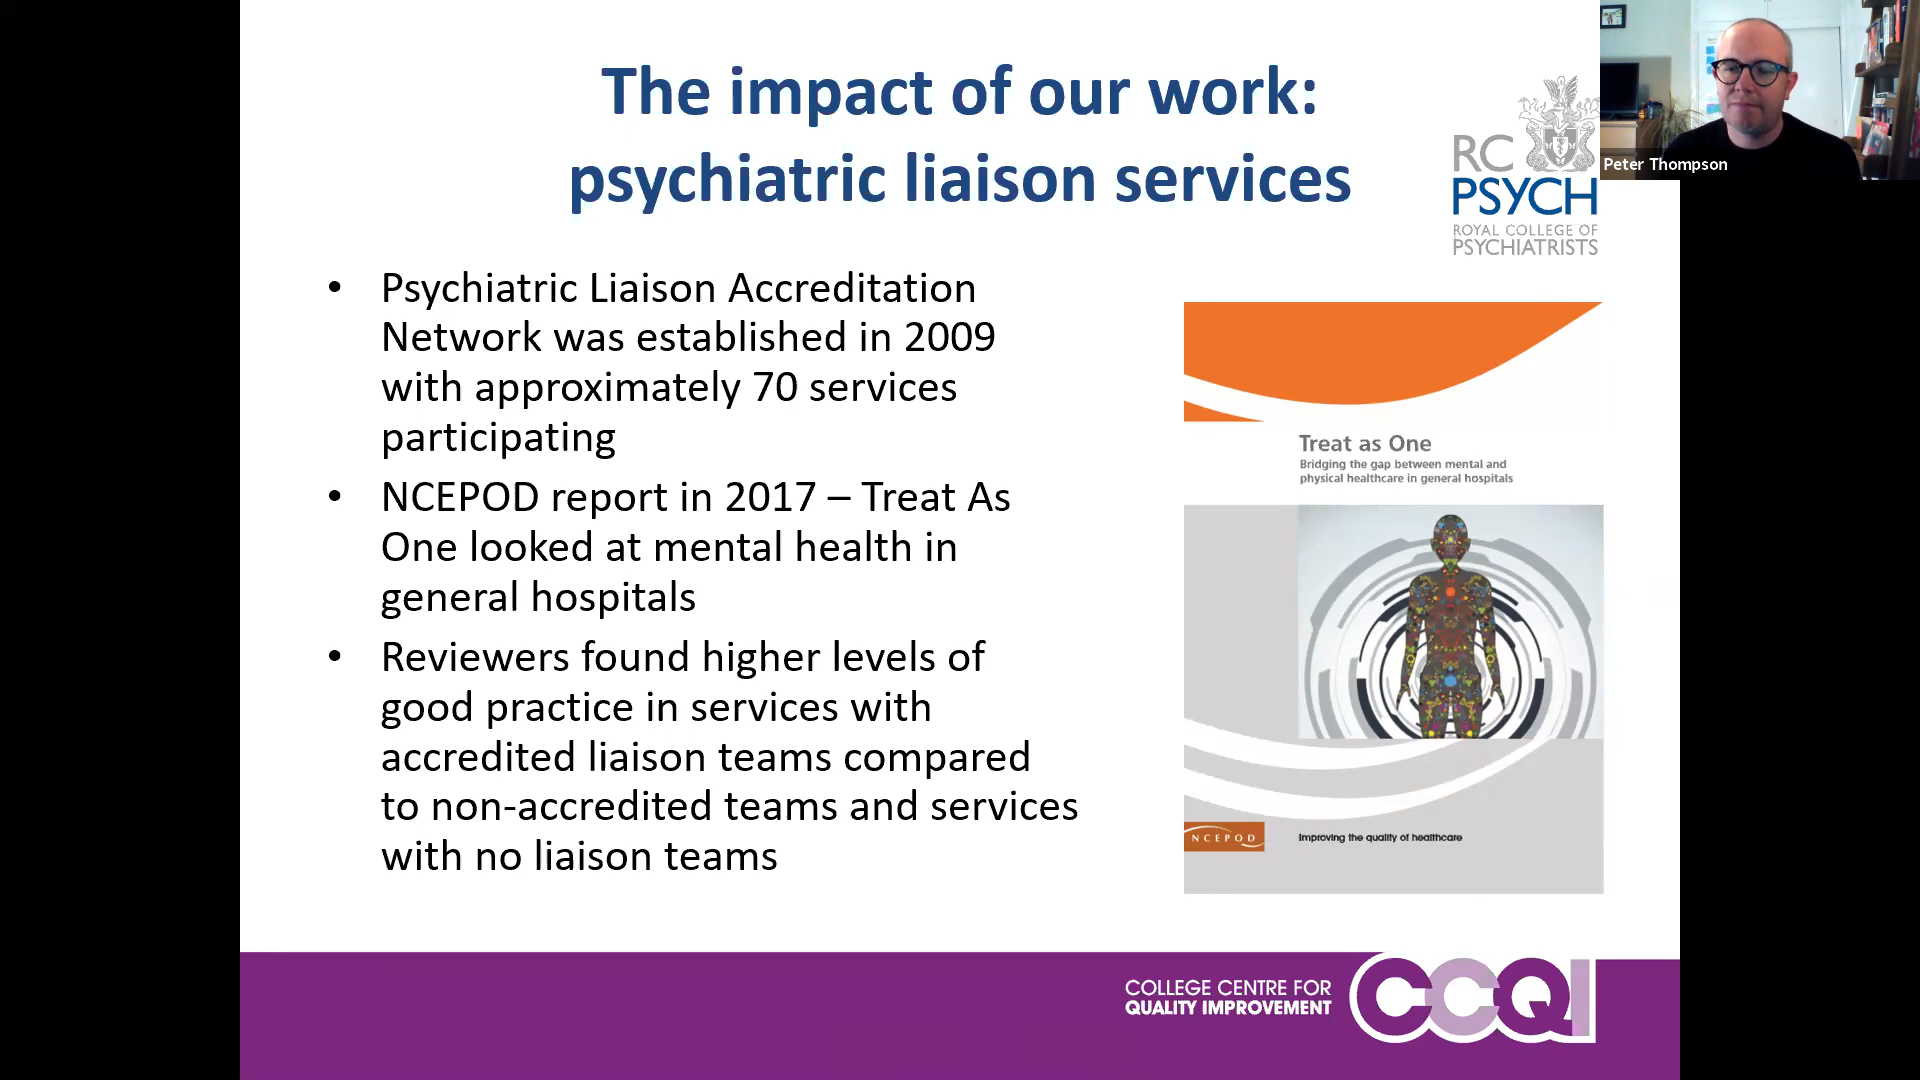 The impact of our work:
psychiatric liaison services
RC
PSYCH
ROYAL COLLEGE OF
PSYCHIATRISTS
Peter Thompson
• Psychiatric Liaison Accreditation
Network was established in 2009
with approximately 70 services
participating
• NCEPOD report in 2017 – Treat As
One looked at mental health in
general hospitals
• Reviewers found higher levels of
good practice in services with
accredited liaison teams compared
to non-accredited teams and services
with no liaison teams
Treat as One
Bridging the gap between mental and
physical healthcare in general hospitals
NCEPOD
Improving the quality of healthcare
COLLEGE CENTRE FOR
QUALITY IMPROVEMENT
CCQI